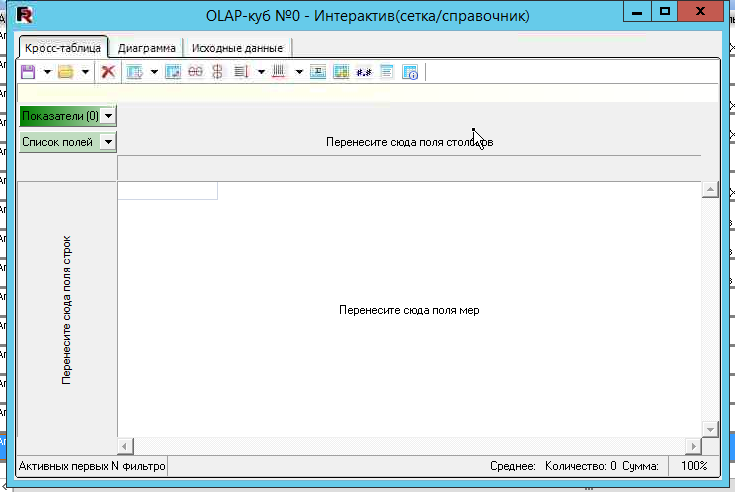 OLAP-куб №0 - Интерактив(сетка/справочник)
Кросс-таблица Диаграмма Исходные данные
Показатели (0)
Список полей
Перенесите сюда поля столбцов
Перенесите сюда поля строк
Перенесите сюда поля мер
Активных первых N фильтро
Среднее: Количество: 0 Сумма: 100%